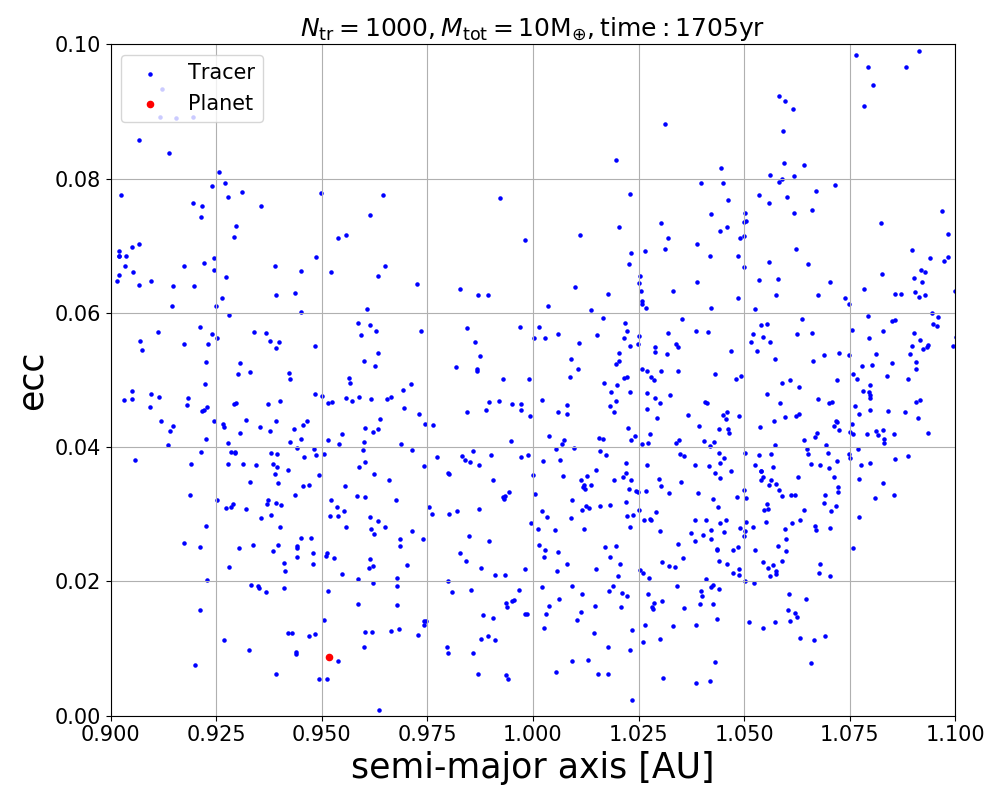 N_tr = 1000, M_tot = 10M_⊕, time : 1705yr
0.10
Tracer
Planet
0.08
0.06
ecc
0.04
0.02
0.00
0.900 0.925 0.950 0.975 1.000 1.025 1.050 1.075 1.100
semi-major axis [AU]